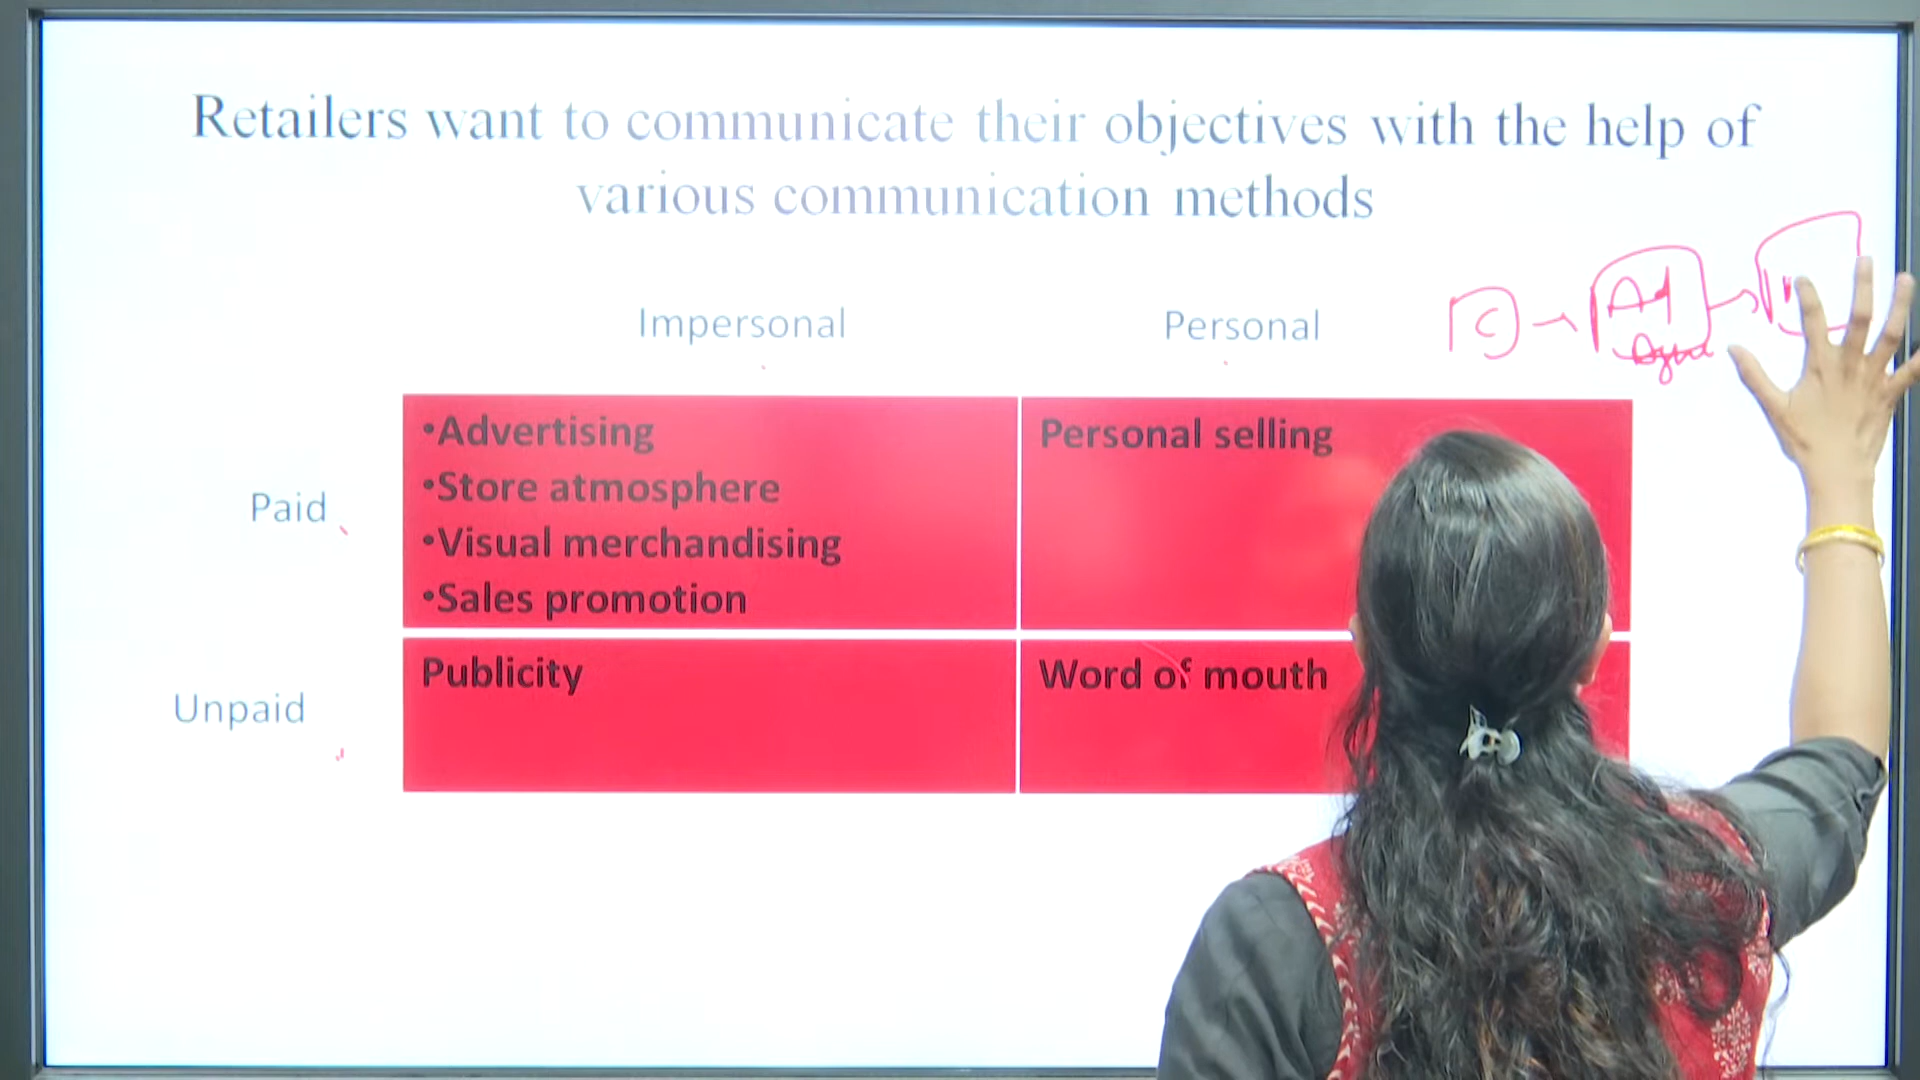 Retailers want to communicate their objectives with the help of
various communication methods
Impersonal
Personal
C
Ad
Paid
•Advertising
•Store atmosphere
•Visual merchandising
•Sales promotion
Personal selling
Unpaid
Publicity
Word of mouth